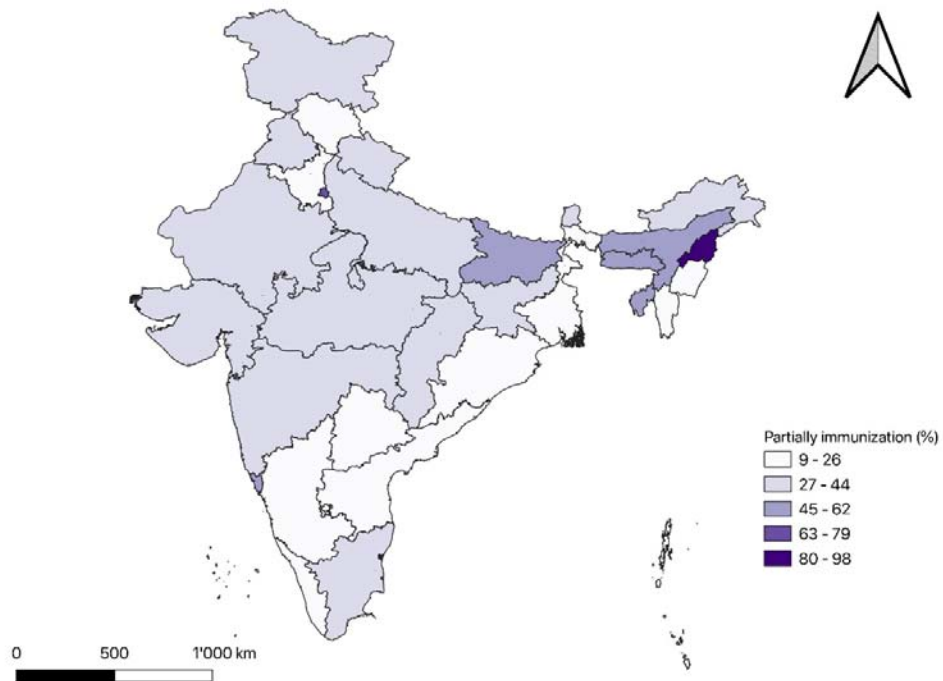 Partially immunization (%)
9 - 26
27 - 44
45 - 62
63 - 79
80 - 98
0 500 1'000 km